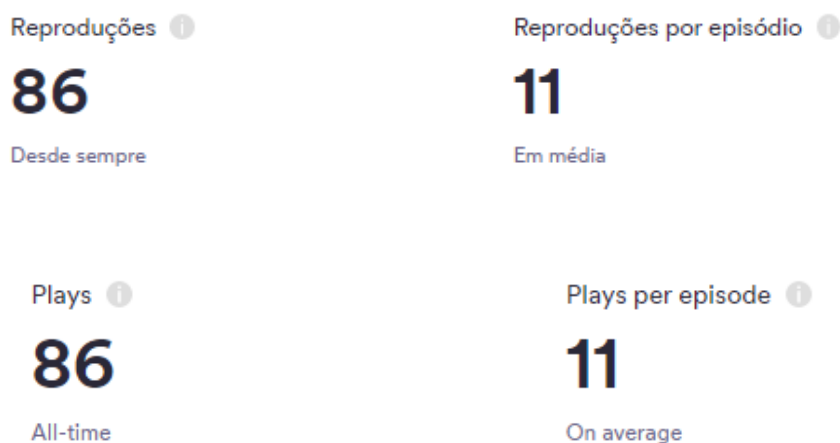 Reproduções
Reproduções por episódio
86
11
Desde sempre
Em média
Plays
Plays per episode
86
11
All-time
On average